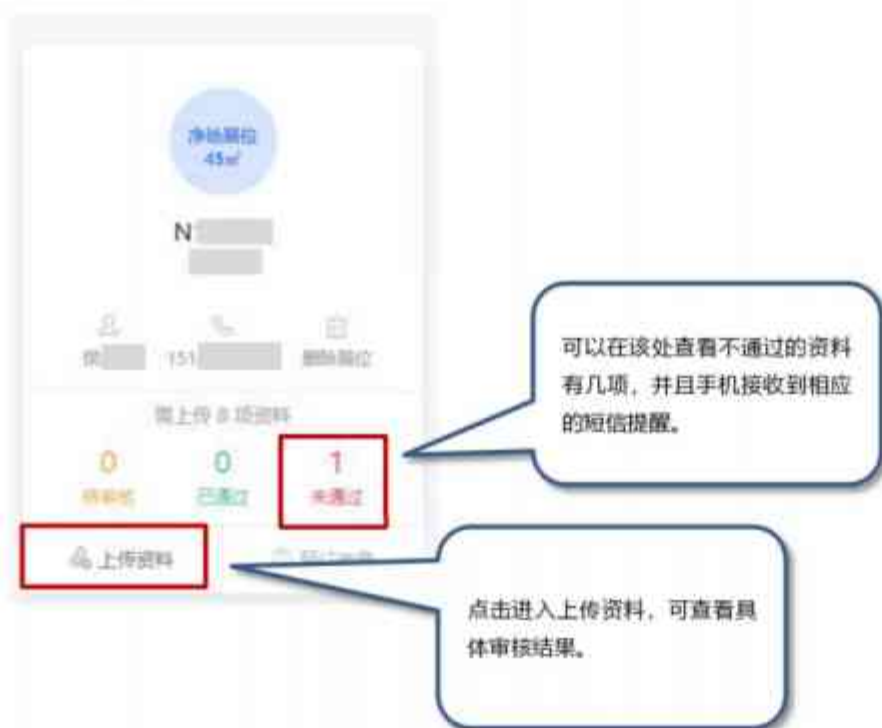 净地展位
45㎡
N
151
删除展位
需上传 8 项资料
0
0
1
待审核
已通过
未通过
上传资料
可以在该处查看不通过的资料
有几项，并且手机接收到相应
的短信提醒。
点击进入上传资料，可查看具
体审核结果。